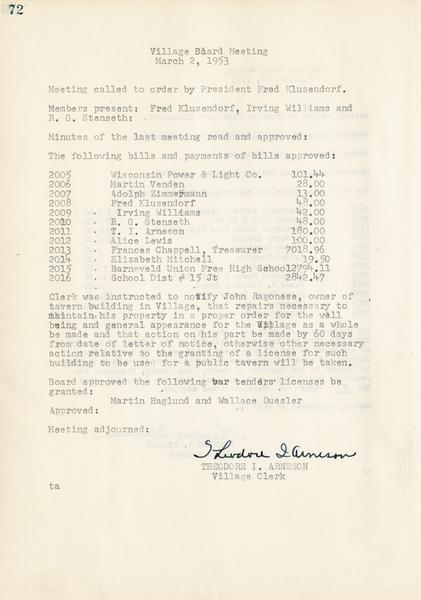 72
Village Board Meeting
March 2, 1953
Meeting called to order by President Fred Klusendorf.
Members present: Fred Klusendorf, Irving Williams and
R. G. Stenseth:
Minutes of the last meeting read and approved:
The following bills and payments of bills approved:
2005 Wisconsin Power & Light Co. 101.44
2006 Martin Venden 28.00
2007 Adolph Zimmermann 13.00
2008 Fred Klusendorf 48.00
2009 Irving Williams 42.00
2010 R. G. Stenseth 48.00
2011 T. I. Arneson 180.00
2012 Alice Lewis 100.00
2013 Frances Chappell, Treasurer 7018.96
2014 Elizabeth Mitchell 19.50
2015 Barneveld Union Free High School 2794.11
2016 School Dist # 15 Jt 2842.47
Clerk was instructed to notify John Ragonese, owner of
tavern building in Village, that repairs necessary to
maintain his property in a proper order for the well
being and general appearance for the Village as a whole
be made and that action on his part be made by 60 days
from date of letter of notice, otherwise other necessary
action relative to the granting of a license for such
building to be used for a public tavern will be taken.
Board approved the following bar tenders licenses be
granted:
Martin Haglund and Wallace Duesler
Approved:
Meeting adjourned:
Theodore I Arneson
THEODORE I. ARNESON
Village Clerk
ta